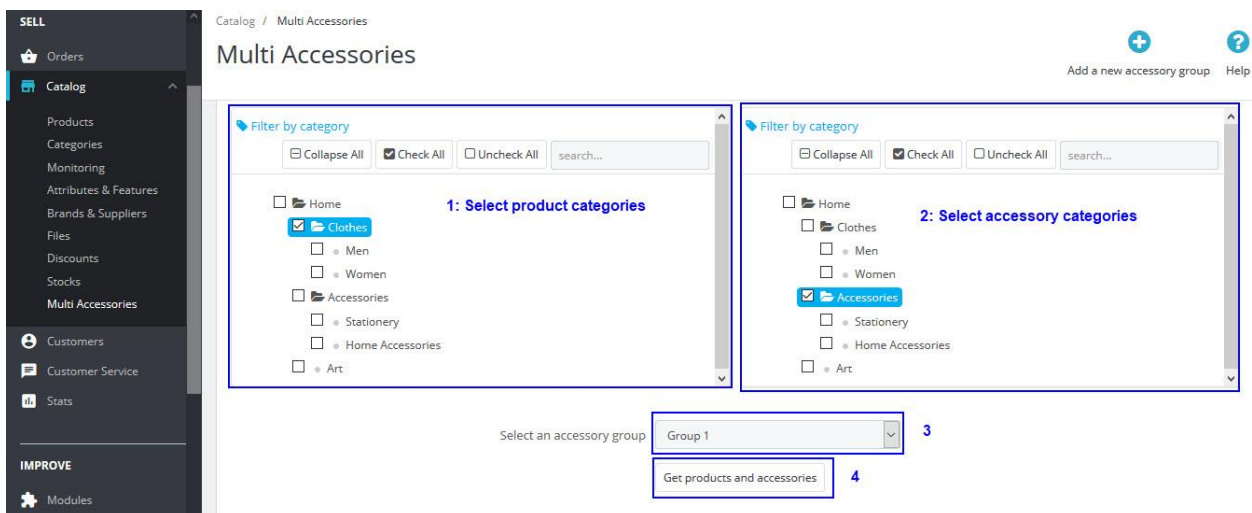 SELL
Orders
Catalog
Products
Categories
Monitoring
Attributes & Features
Brands & Suppliers
Files
Discounts
Stocks
Multi Accessories
Customers
Customer Service
Stats
IMPROVE
Modules
Catalog / Multi Accessories
Multi Accessories
Add a new accessory group Help
Filter by category
Collapse All Check All Uncheck All search...
1: Select product categories
Home
Clothes
Men
Women
Accessories
Stationery
Home Accessories
Art
Filter by category
Collapse All Check All Uncheck All search...
2: Select accessory categories
Home
Clothes
Men
Women
Accessories
Stationery
Home Accessories
Art
Select an accessory group Group 1 3
Get products and accessories 4